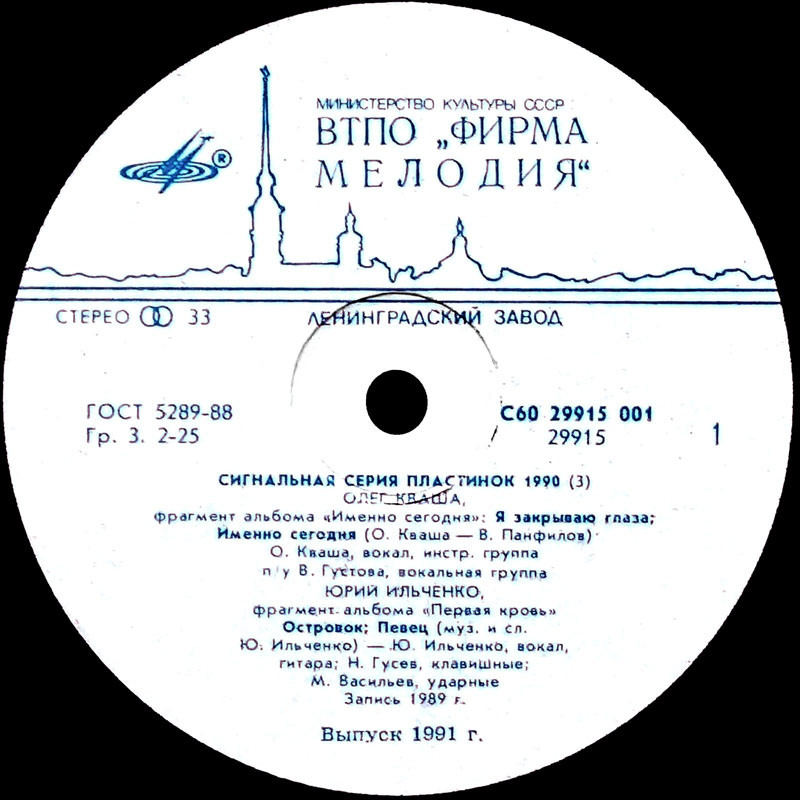 МИНИСТЕРСТВО КУЛЬТУРЫ СССР
ВТПО „ФИРМА
МЕЛОДИЯ“
®
СТЕРЕО 33
ЛЕНИНГРАДСКИЙ ЗАВОД
ГОСТ 5289-88
Гр. 3. 2-25
С60 29915 001
29915
1
СИГНАЛЬНАЯ СЕРИЯ ПЛАСТИНОК 1990 (3)
ОЛЕГ КВАША,
фрагмент альбома «Именно сегодня»: Я закрываю глаза;
Именно сегодня (О. Кваша — В. Панфилов)
О. Кваша, вокал, инстр. группа
п/у В. Густова, вокальная группа
ЮРИЙ ИЛЬЧЕНКО,
фрагмент альбома «Первая кровь»
Островок; Певец (муз. и сл.
Ю. Ильченко) — Ю. Ильченко, вокал,
гитара; Н. Гусев, клавишные;
М. Васильев, ударные
Запись 1989 г.
Выпуск 1991 г.